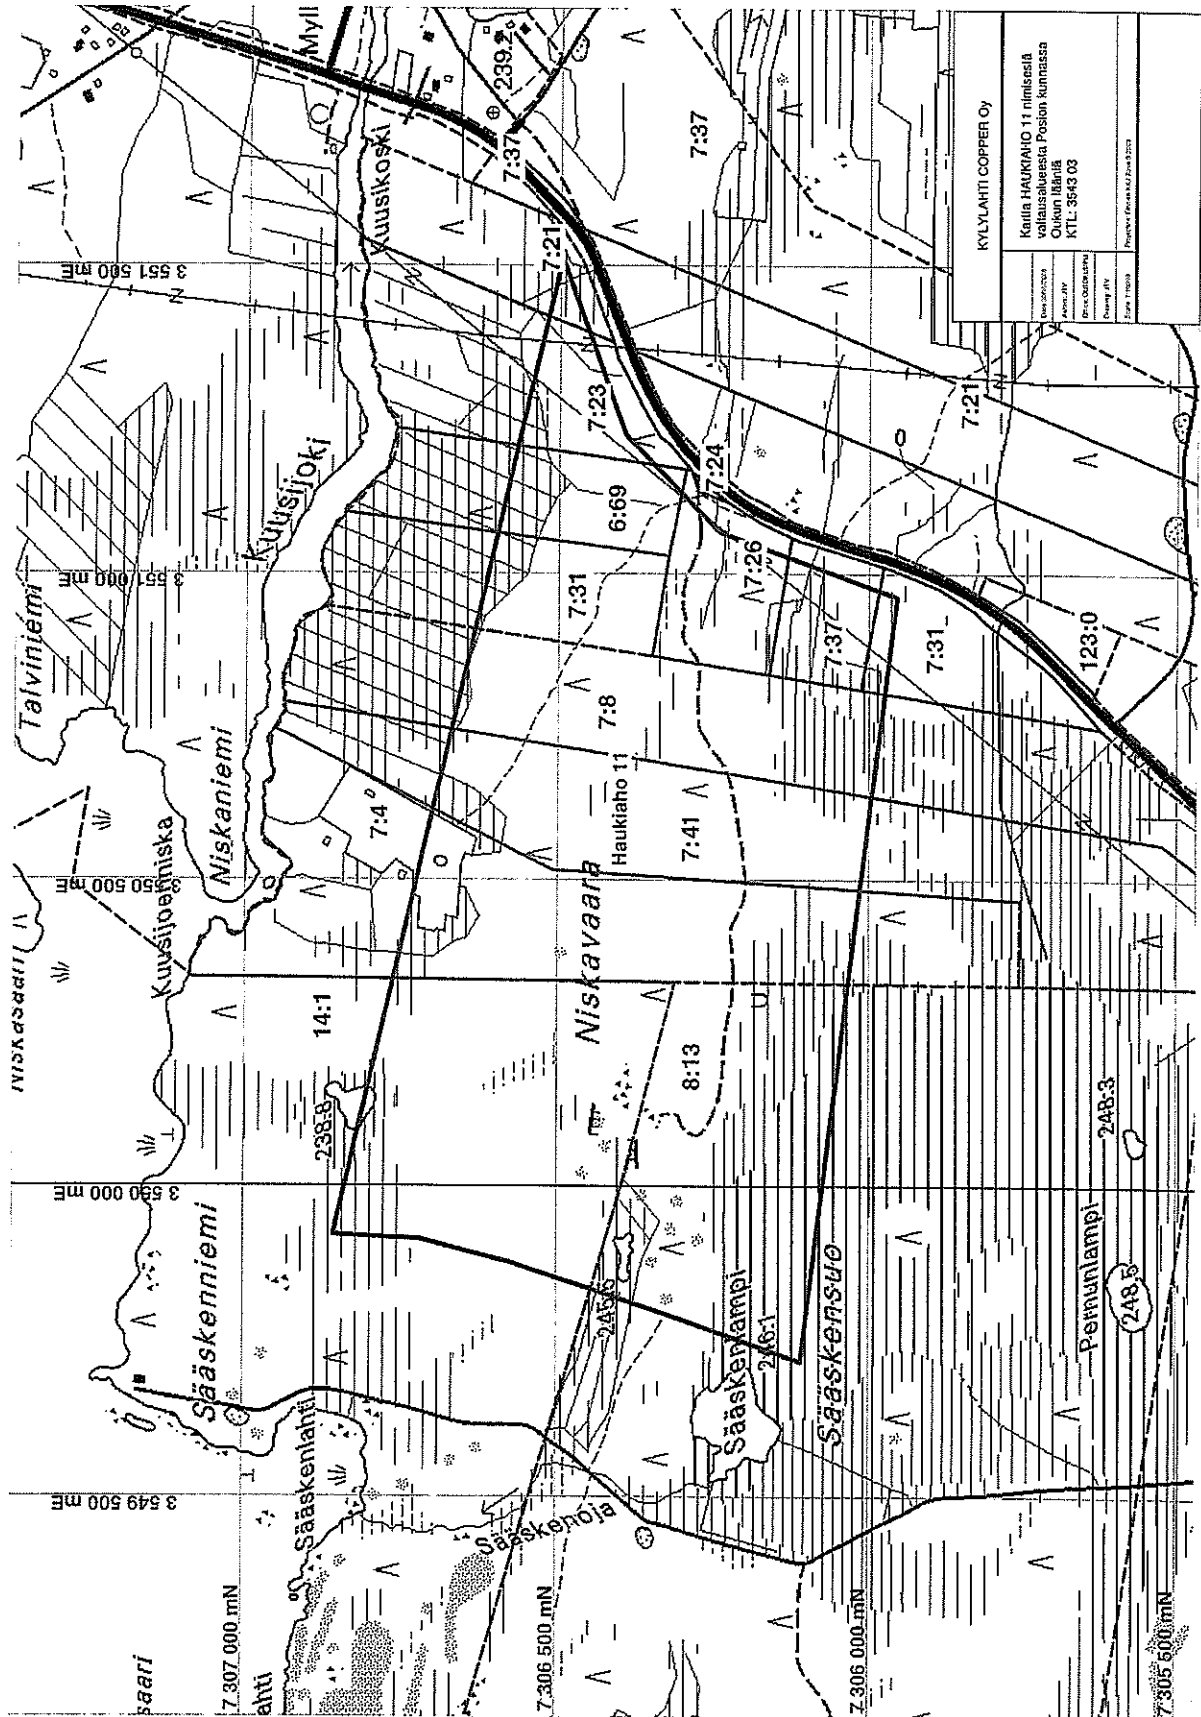 Talviniemi
Niskaniemi
Kuusijoki
Kuusikoski
Myll
Kuusijoenniska
Sääskenniemi
Sääskenlahti
Sääskenoja
saari
ahti
Niskavaara
Haukiaho 11
Sääskenlampi
Sääskensuo
Pernunlampi
3 549 500 mE
3 550 000 mE
3 550 500 mE
3 551 000 mE
3 551 500 mE
7 307 000 mN
7 306 500 mN
7 306 000 mN
7 305 500 mN
14:1
238.8
7:4
7:31
7:8
7:41
8:13
6:69
7:23
7:21
7:37
239.2
7:37
7:24
7:26
7:37
7:31
7:21
123:0
246.1
248.3
248.5
KYLYLAHTI COPPER Oy
Kartta HAUKIAHO 11 nimisestä
valtausalueesta Posion kunnassa
Oulun lääniä
KTL: 3543 03